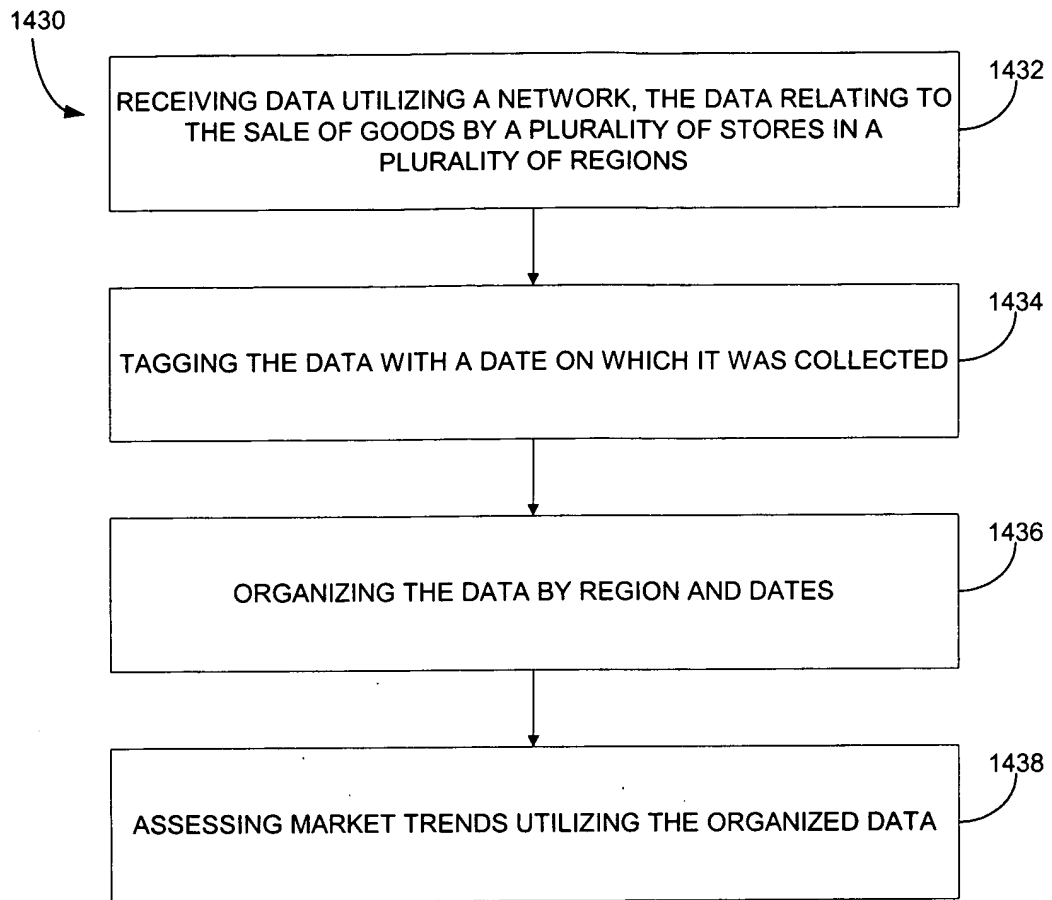 1430
1432
RECEIVING DATA UTILIZING A NETWORK, THE DATA RELATING TO
THE SALE OF GOODS BY A PLURALITY OF STORES IN A
PLURALITY OF REGIONS
1434
TAGGING THE DATA WITH A DATE ON WHICH IT WAS COLLECTED
1436
ORGANIZING THE DATA BY REGION AND DATES
1438
ASSESSING MARKET TRENDS UTILIZING THE ORGANIZED DATA